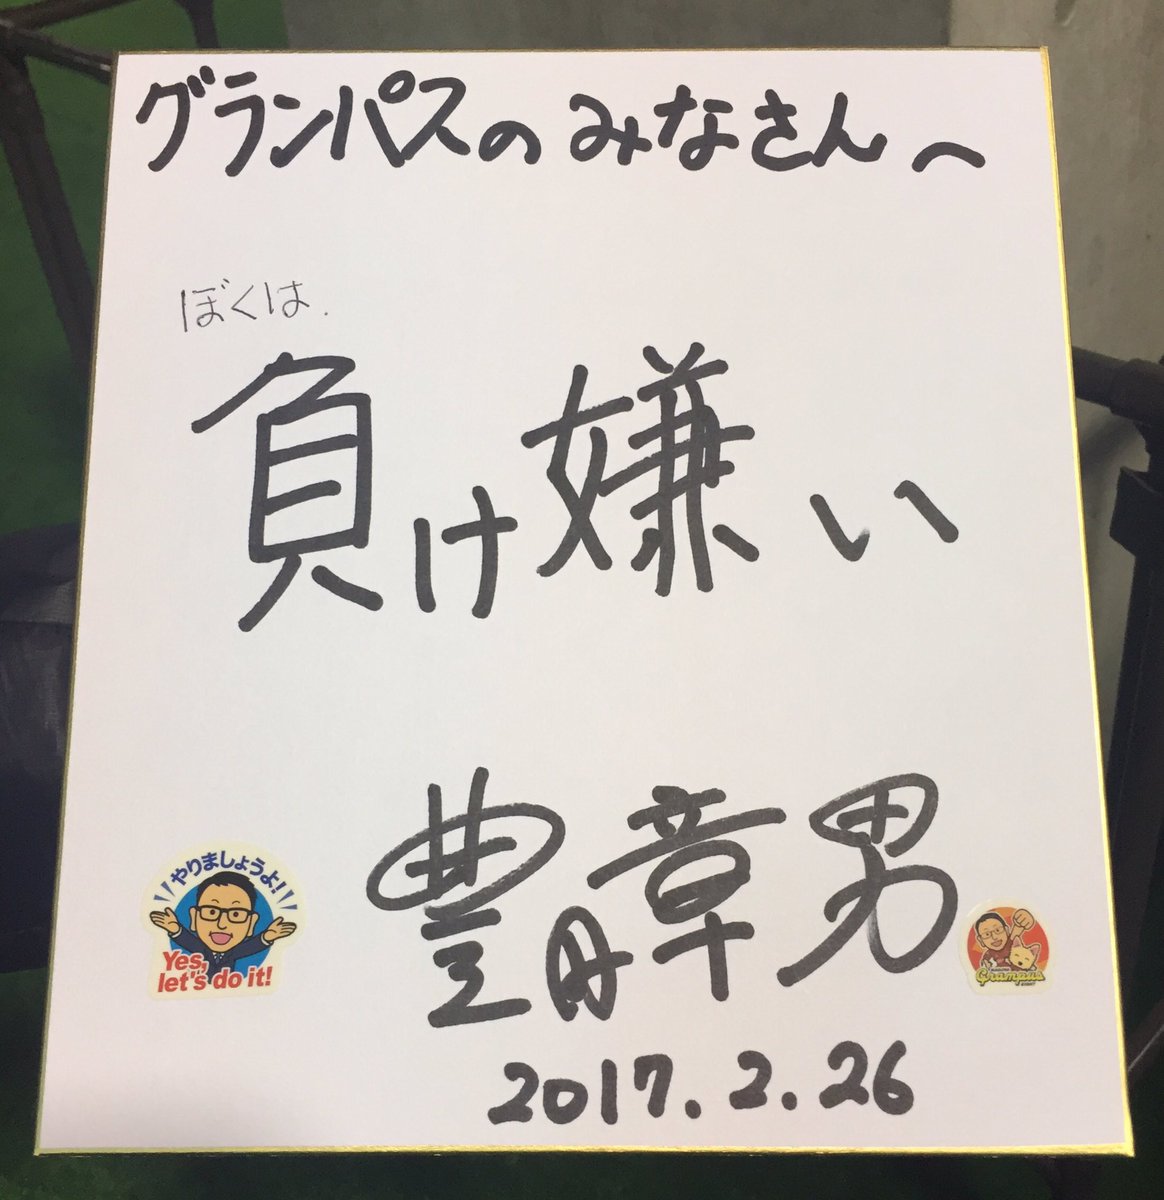 グランパスのみなさんへ
ぼくは.
負け嫌い
豊田章男
2017.2.26
やりましょうよ!
Yes,
let's do it!
Grampus